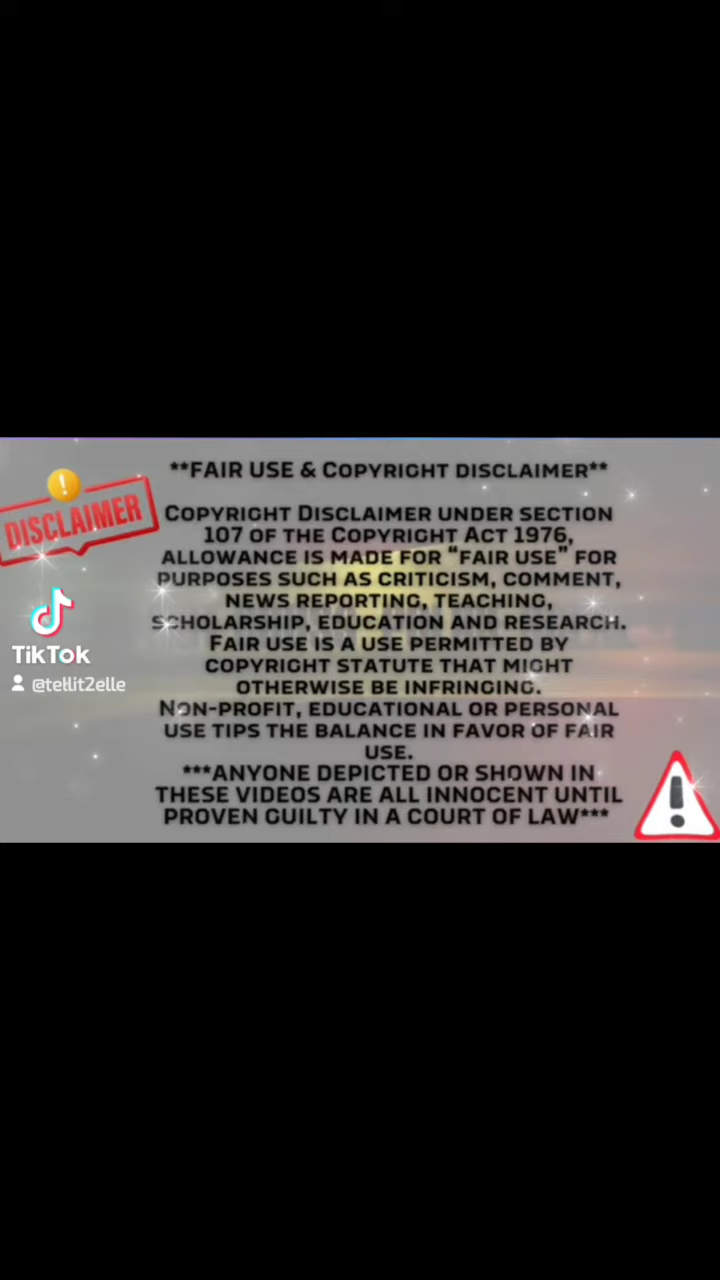 **FAIR USE & COPYRIGHT DISCLAIMER**
DISCLAIMER
COPYRIGHT DISCLAIMER UNDER SECTION
107 OF THE COPYRIGHT ACT 1976,
ALLOWANCE IS MADE FOR “FAIR USE” FOR
PURPOSES SUCH AS CRITICISM, COMMENT,
NEWS REPORTING, TEACHING,
SCHOLARSHIP, EDUCATION AND RESEARCH.
FAIR USE IS A USE PERMITTED BY
COPYRIGHT STATUTE THAT MIGHT
OTHERWISE BE INFRINGING.
NON-PROFIT, EDUCATIONAL OR PERSONAL
USE TIPS THE BALANCE IN FAVOR OF FAIR
USE.
***ANYONE DEPICTED OR SHOWN IN
THESE VIDEOS ARE ALL INNOCENT UNTIL
PROVEN GUILTY IN A COURT OF LAW***
TikTok
@tellit2elle